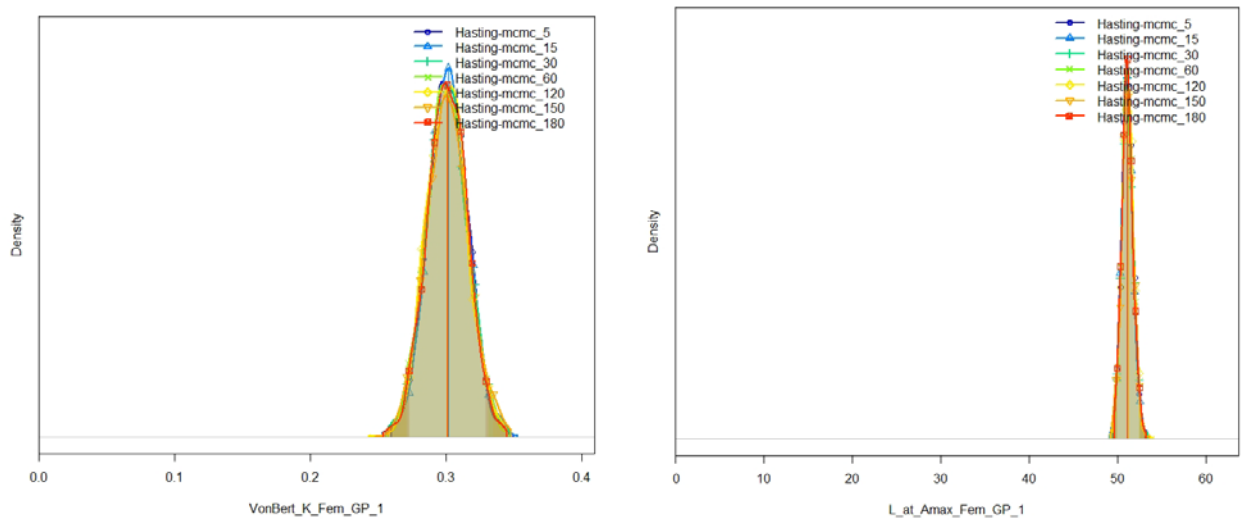 Hasting-mcmc_5
Hasting-mcmc_15
Hasting-mcmc_30
Hasting-mcmc_60
Hasting-mcmc_120
Hasting-mcmc_150
Hasting-mcmc_180
Density
0.0 0.1 0.2 0.3 0.4
VonBert_K_Fem_GP_1
Hasting-mcmc_5
Hasting-mcmc_15
Hasting-mcmc_30
Hasting-mcmc_60
Hasting-mcmc_120
Hasting-mcmc_150
Hasting-mcmc_180
Density
0 10 20 30 40 50 60
L_at_Amax_Fem_GP_1